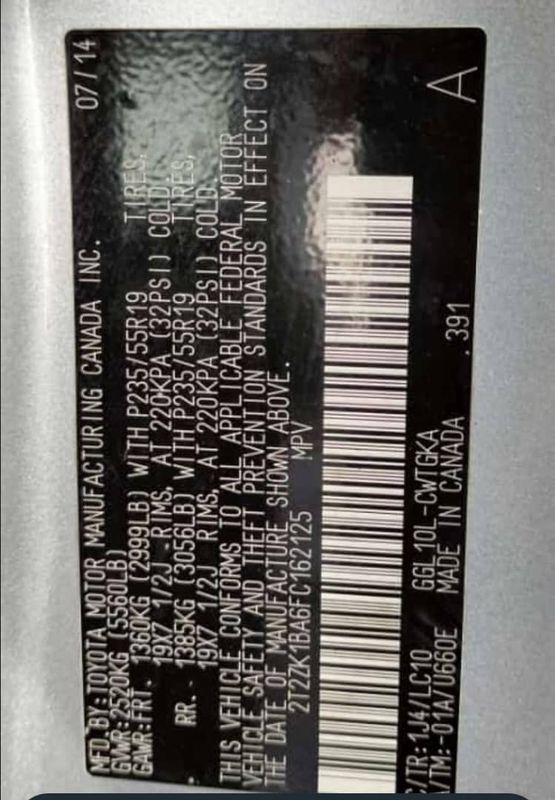 MFD.BY:TOYOTA MOTOR MANUFACTURING CANADA INC. 07/14
GVWR:2520KG (5560LB)
GAWR:FRT. 1360KG (2999LB) WITH P235/55R19 TIRES,
19X7 1/2J RIMS, AT 220KPA (32PSI) COLD.
RR. 1385KG (3056LB) WITH P235/55R19 TIRES,
19X7 1/2J RIMS, AT 220KPA (32PSI) COLD.
THIS VEHICLE CONFORMS TO ALL APPLICABLE FEDERAL MOTOR
VEHICLE SAFETY AND THEFT PREVENTION STANDARDS IN EFFECT ON
THE DATE OF MANUFACTURE SHOWN ABOVE.
2T2ZK1BA6FC162125 MPV
C/TR:1J4/LC10 GGL10L-CWTGKA A
A/TM:-01A/U660E MADE IN CANADA .391